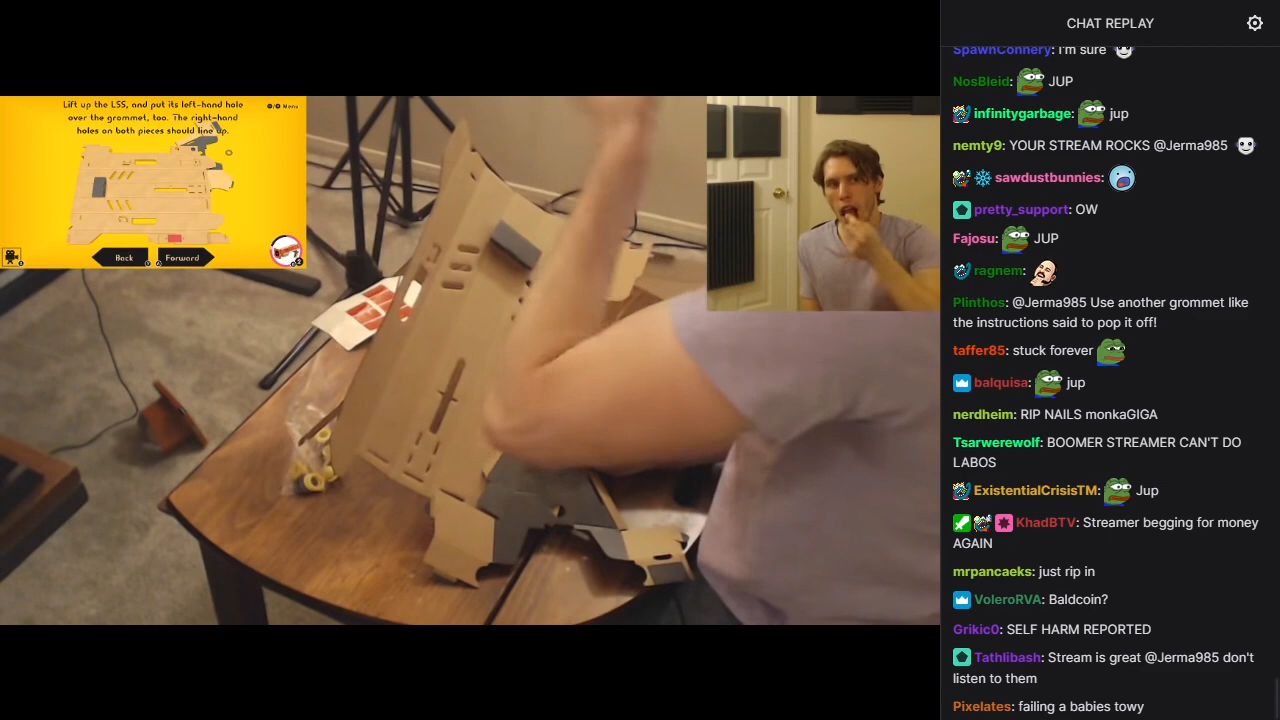 Lift up the LSS, and put its left-hand hole
over the grommet, too. The right-hand
holes on both pieces should line up.
Menu
Back
Forward
CHAT REPLAY
SpawnConnery: I'm sure
NosBleid: JUP
infinitygarbage: jup
nemty9: YOUR STREAM ROCKS @Jerma985
sawdustbunnies:
pretty_support: OW
Fajosu: JUP
ragnem:
Plinthos: @Jerma985 Use another grommet like
the instructions said to pop it off!
taffer85: stuck forever
balquisa: jup
nerdheim: RIP NAILS monkaGIGA
Tsarwerewolf: BOOMER STREAMER CAN'T DO
LABOS
ExistentialCrisisTM: Jup
KhadBTV: Streamer begging for money
AGAIN
mrpancaeks: just rip in
VoleroRVA: Baldcoin?
Grikic0: SELF HARM REPORTED
Tathlibash: Stream is great @Jerma985 don't
listen to them
Pixelates: failing a babies towy